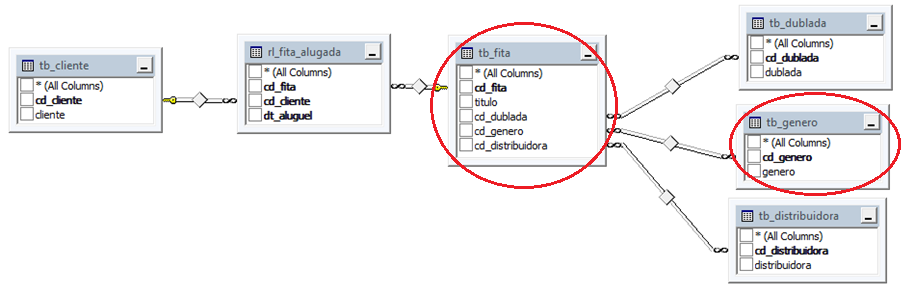 tb_cliente
* (All Columns)
cd_cliente
cliente
rl_fita_alugada
* (All Columns)
cd_fita
cd_cliente
dt_aluguel
tb_fita
* (All Columns)
cd_fita
titulo
cd_dublada
cd_genero
cd_distribuidora
tb_dublada
* (All Columns)
cd_dublada
dublada
tb_genero
* (All Columns)
cd_genero
genero
tb_distribuidora
* (All Columns)
cd_distribuidora
distribuidora